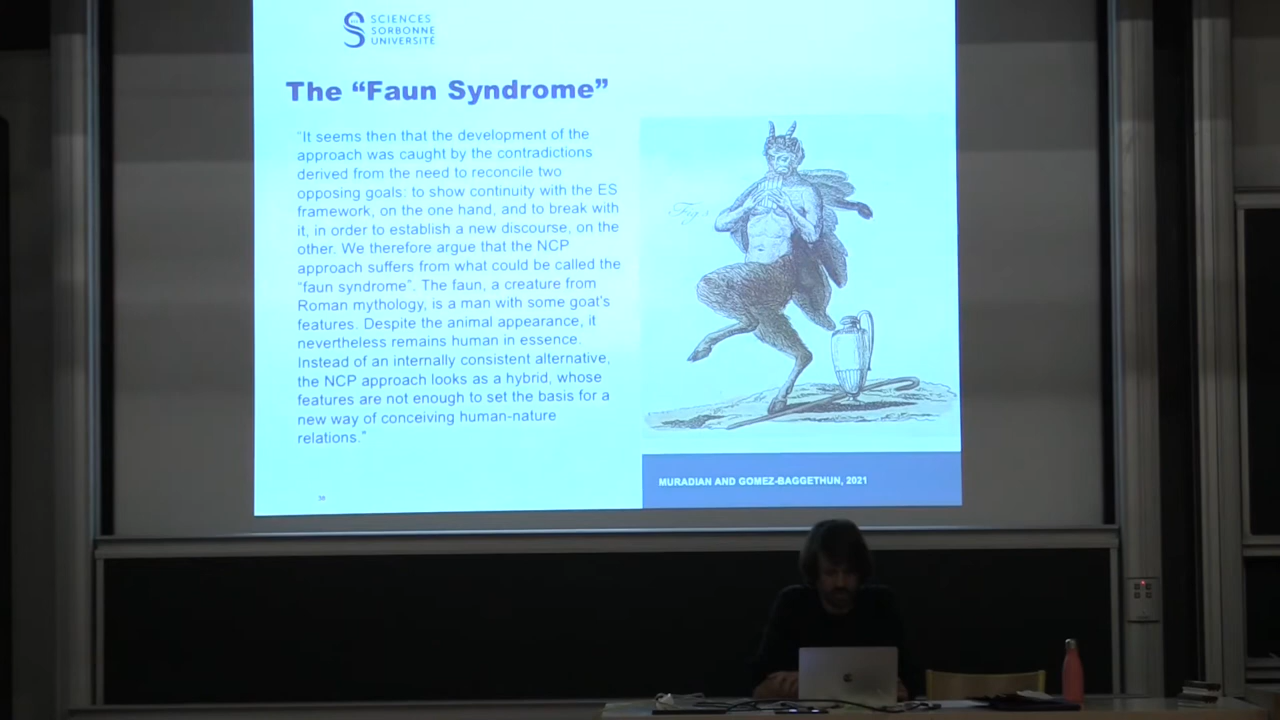 SCIENCES
SORBONNE
UNIVERSITÉ
The “Faun Syndrome”
“It seems then that the development of the
approach was caught by the contradictions
derived from the need to reconcile two
opposing goals: to show continuity with the ES
framework, on the one hand, and to break with
it, in order to establish a new discourse, on the
other. We therefore argue that the NCP
approach suffers from what could be called the
“faun syndrome”. The faun, a creature from
Roman mythology, is a man with some goat’s
features. Despite the animal appearance, it
nevertheless remains human in essence.
Instead of an internally consistent alternative,
the NCP approach looks as a hybrid, whose
features are not enough to set the basis for a
new way of conceiving human-nature
relations.”
MURADIAN AND GOMEZ-BAGGETHUN, 2021